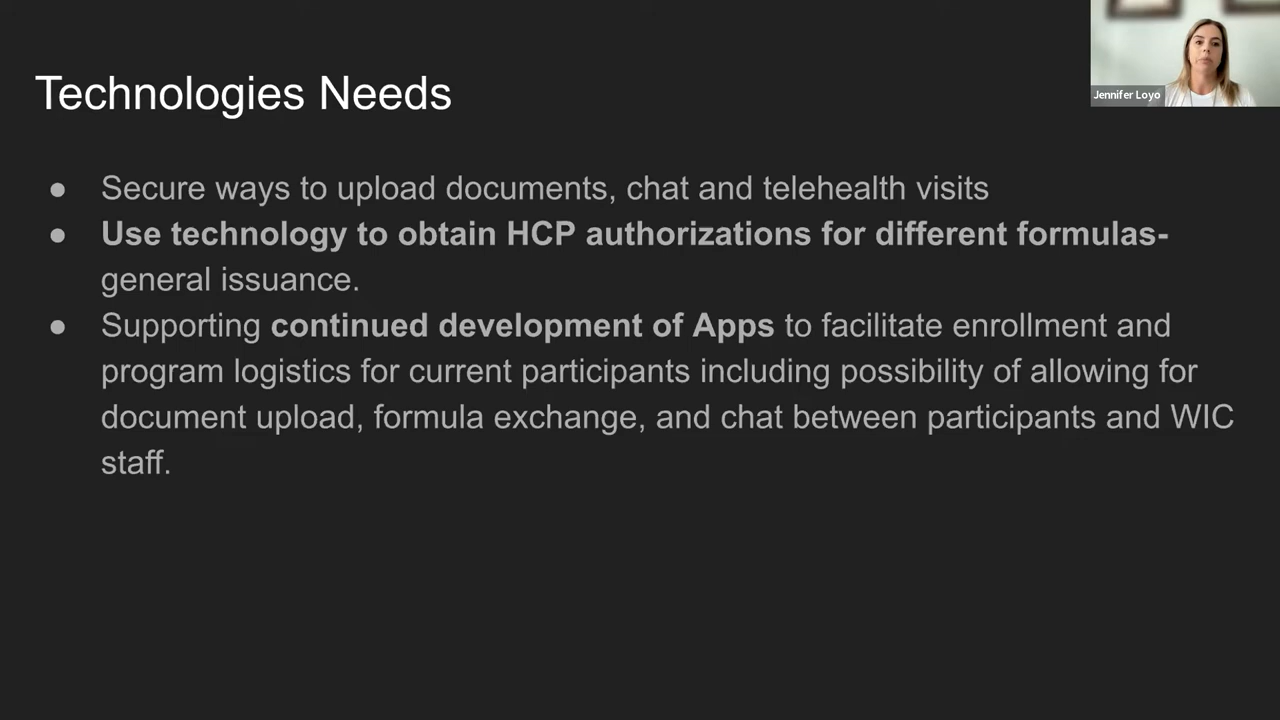 Jennifer Loyo
Technologies Needs
● Secure ways to upload documents, chat and telehealth visits
● Use technology to obtain HCP authorizations for different formulas-
general issuance.
● Supporting continued development of Apps to facilitate enrollment and
program logistics for current participants including possibility of allowing for
document upload, formula exchange, and chat between participants and WIC
staff.